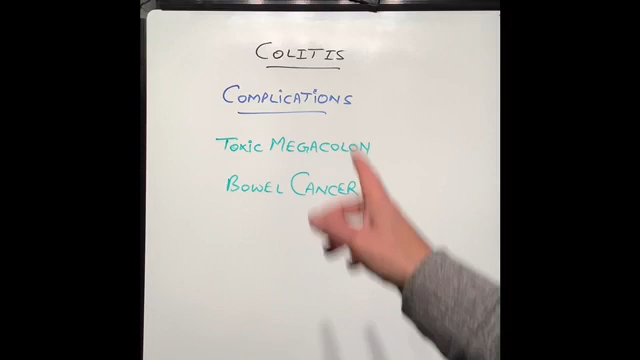 COLITIS
COMPLICATIONS
TOXIC MEGACOLON
BOWEL CANCER